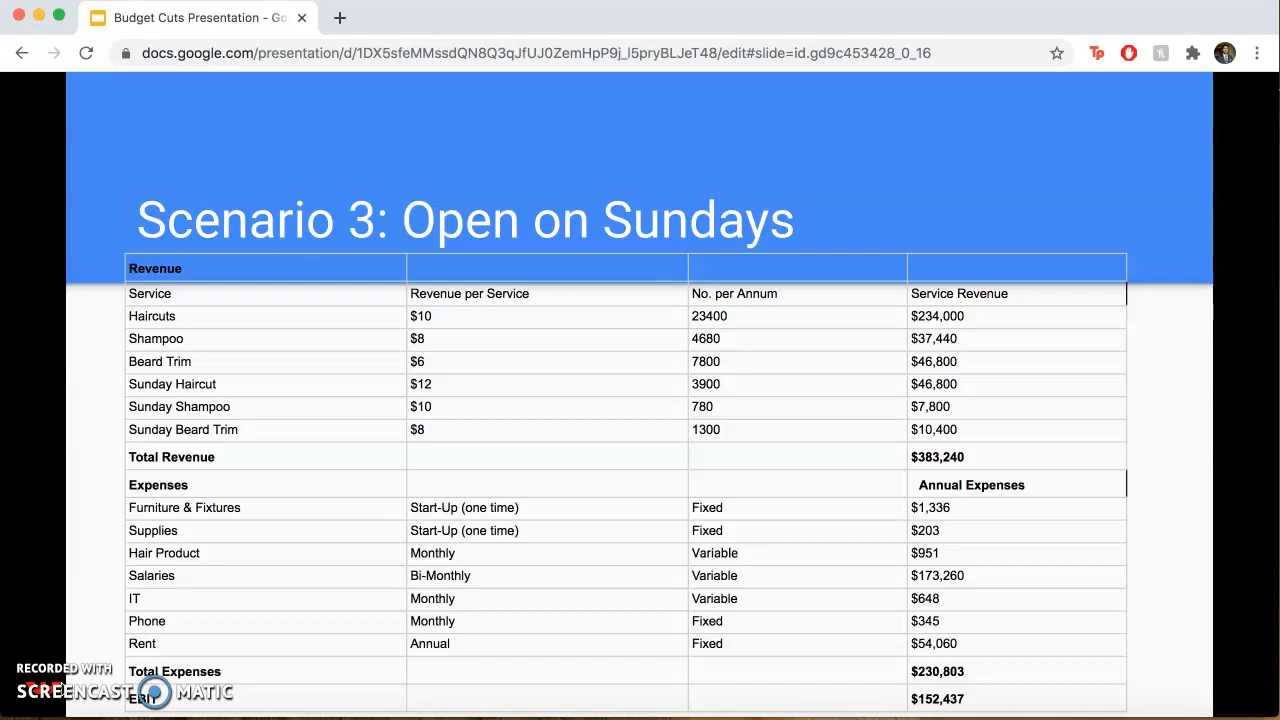 Budget Cuts Presentation - Go
docs.google.com/presentation/d/1DX5sfeMMssdQN3Q3qJfUJ0ZemHpP9j_l5pryBLJeT48/edit#slide=id.gd9c453428_0_16
Scenario 3: Open on Sundays
Revenue
Service Revenue per Service No. per Annum Service Revenue
Haircuts $10 23400 $234,000
Shampoo $8 4680 $37,440
Beard Trim $6 7800 $46,800
Sunday Haircut $12 3900 $46,800
Sunday Shampoo $10 780 $7,800
Sunday Beard Trim $8 1300 $10,400
Total Revenue $383,240
Expenses Annual Expenses
Furniture & Fixtures Start-Up (one time) Fixed $1,336
Supplies Start-Up (one time) Fixed $203
Hair Product Monthly Variable $951
Salaries Bi-Monthly Variable $173,260
IT Monthly Variable $648
Phone Monthly Fixed $345
Rent Annual Fixed $54,060
Total Expenses $230,803
EBIT $152,437
RECORDED WITH
SCREENCAST MATIC